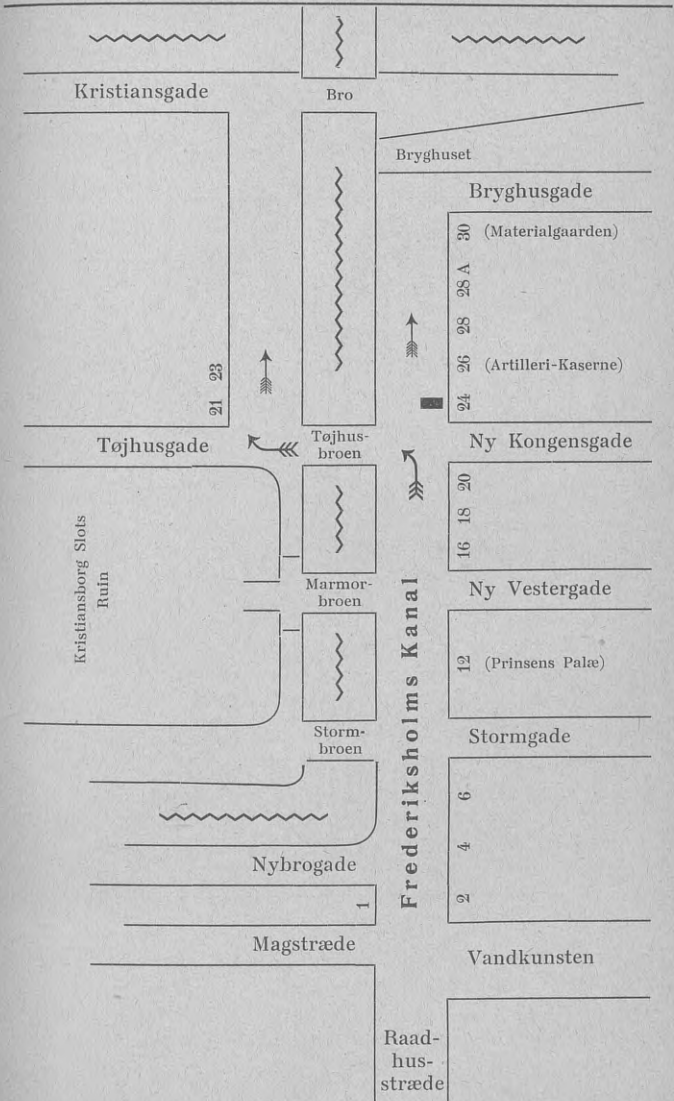 Kristiansgade
Bro
Bryghuset
Bryghusgade
30
(Materialgaarden)
28 A
28
26
(Artilleri-Kaserne)
24
21 23
Tøjhusgade
Tøjhus-
broen
Ny Kongensgade
20
18
16
Kristiansborg Slots
Ruin
Marmor-
broen
Ny Vestergade
Frederiksholms Kanal
12
(Prinsens Palæ)
Storm-
broen
Stormgade
6
4
2
Nybrogade
1
Magstræde
Vandkunsten
Raad-
hus-
stræde